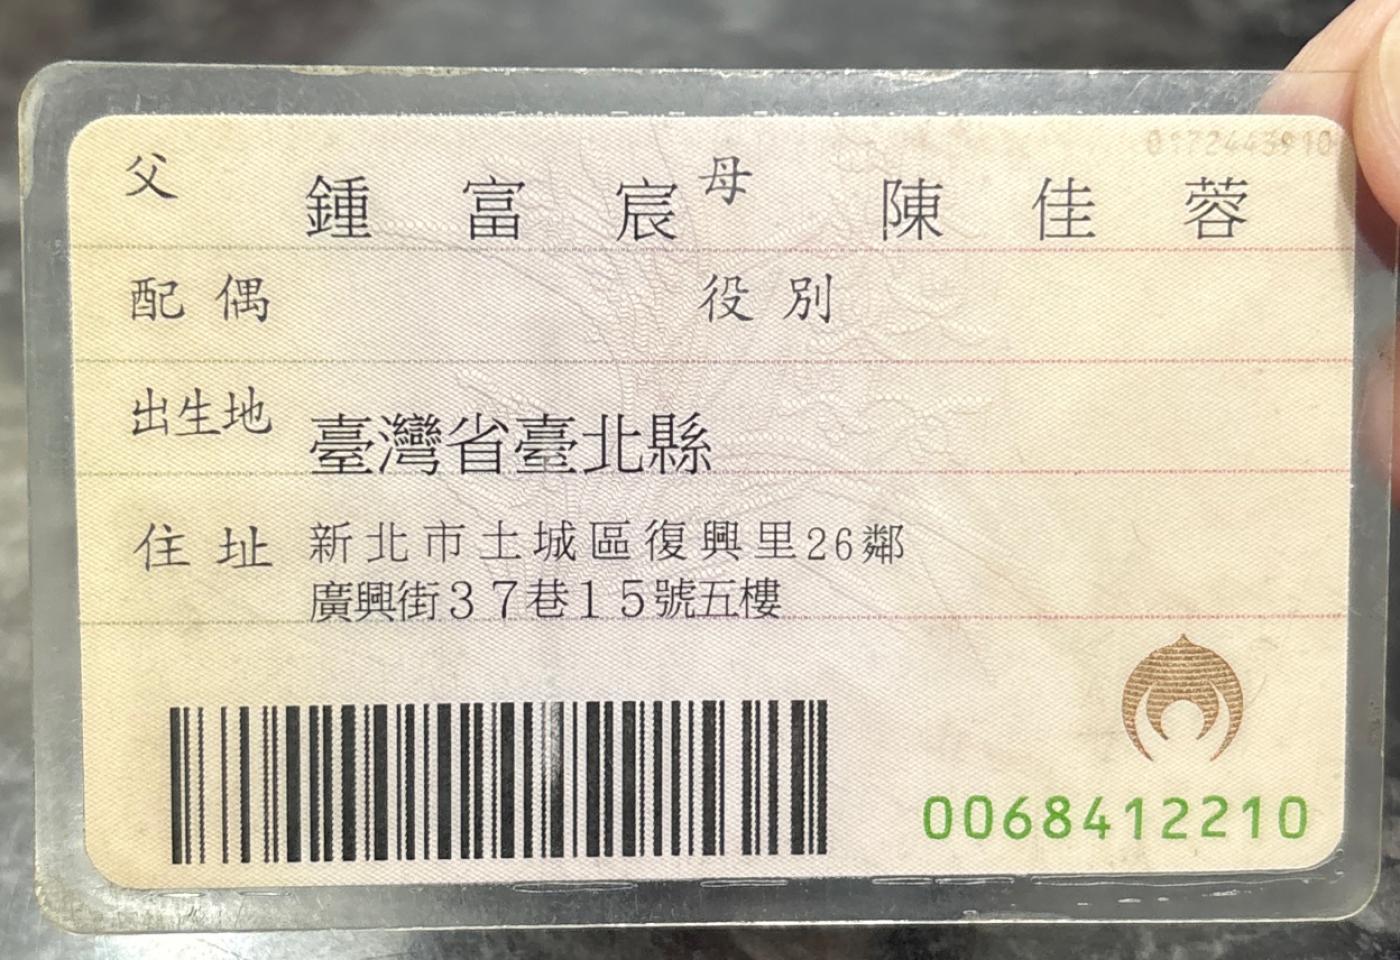 0172443910
父 鍾富宸 母 陳佳蓉
配偶 役別
出生地 臺灣省臺北縣
住址 新北市土城區復興里26鄰
廣興街37巷15號五樓
0068412210